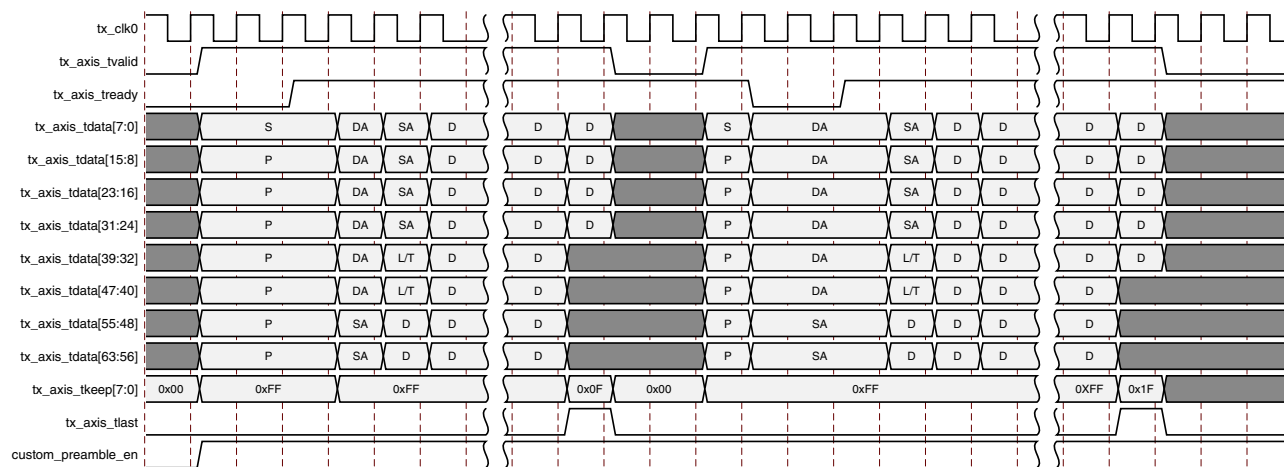 tx_clk0
tx_axis_tvalid
tx_axis_tready
tx_axis_tdata[7:0] S DA SA D D D S DA SA D D D D
tx_axis_tdata[15:8] P DA SA D D D P DA SA D D D D
tx_axis_tdata[23:16] P DA SA D D D P DA SA D D D D
tx_axis_tdata[31:24] P DA SA D D D P DA SA D D D D
tx_axis_tdata[39:32] P DA L/T D D P DA L/T D D D D
tx_axis_tdata[47:40] P DA L/T D D P DA L/T D D D
tx_axis_tdata[55:48] P SA D D D P SA D D D D
tx_axis_tdata[63:56] P SA D D D P SA D D D D
tx_axis_tkeep[7:0] 0x00 0xFF 0xFF 0x0F 0x00 0xFF 0XFF 0x1F
tx_axis_tlast
custom_preamble_en